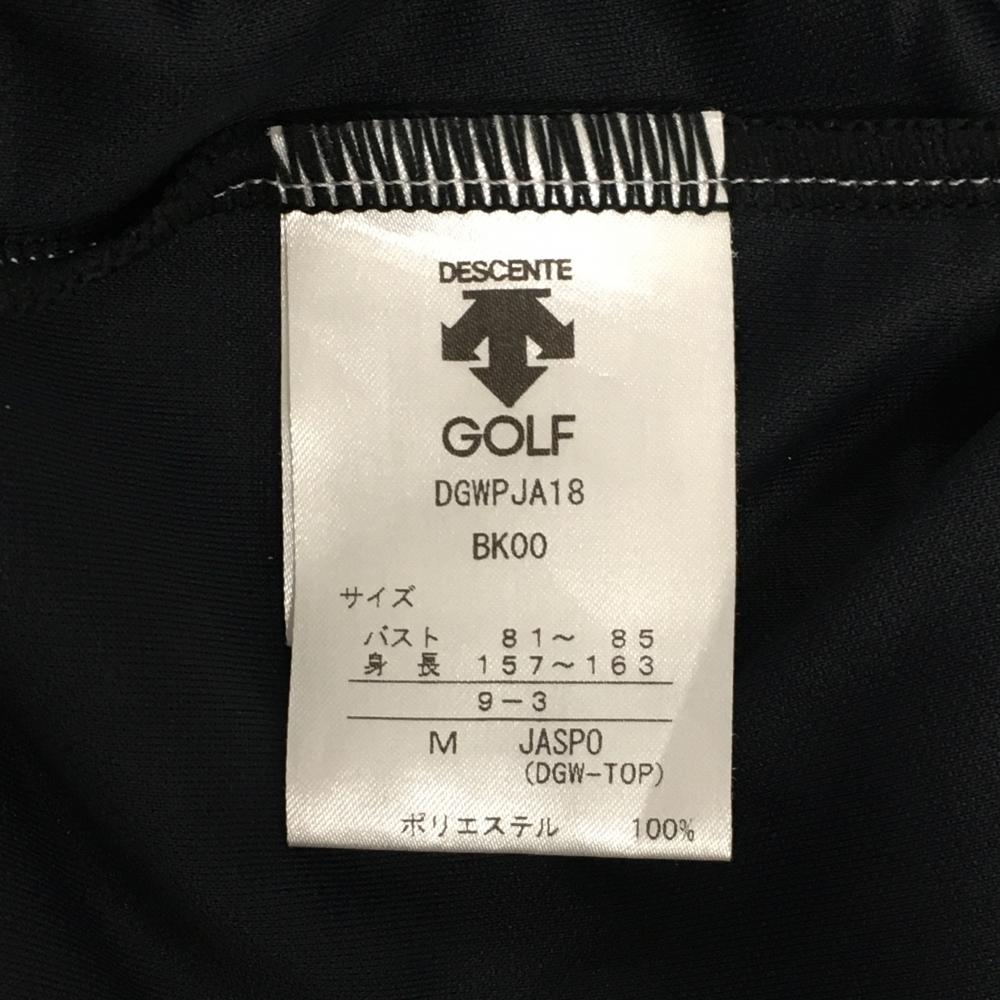 DESCENTE
GOLF
DGWPJA18
BK00
サイズ
バスト 81～ 85
身長 157～163
9－3
M JASPO
(DGW-TOP)
ポリエステル 100%